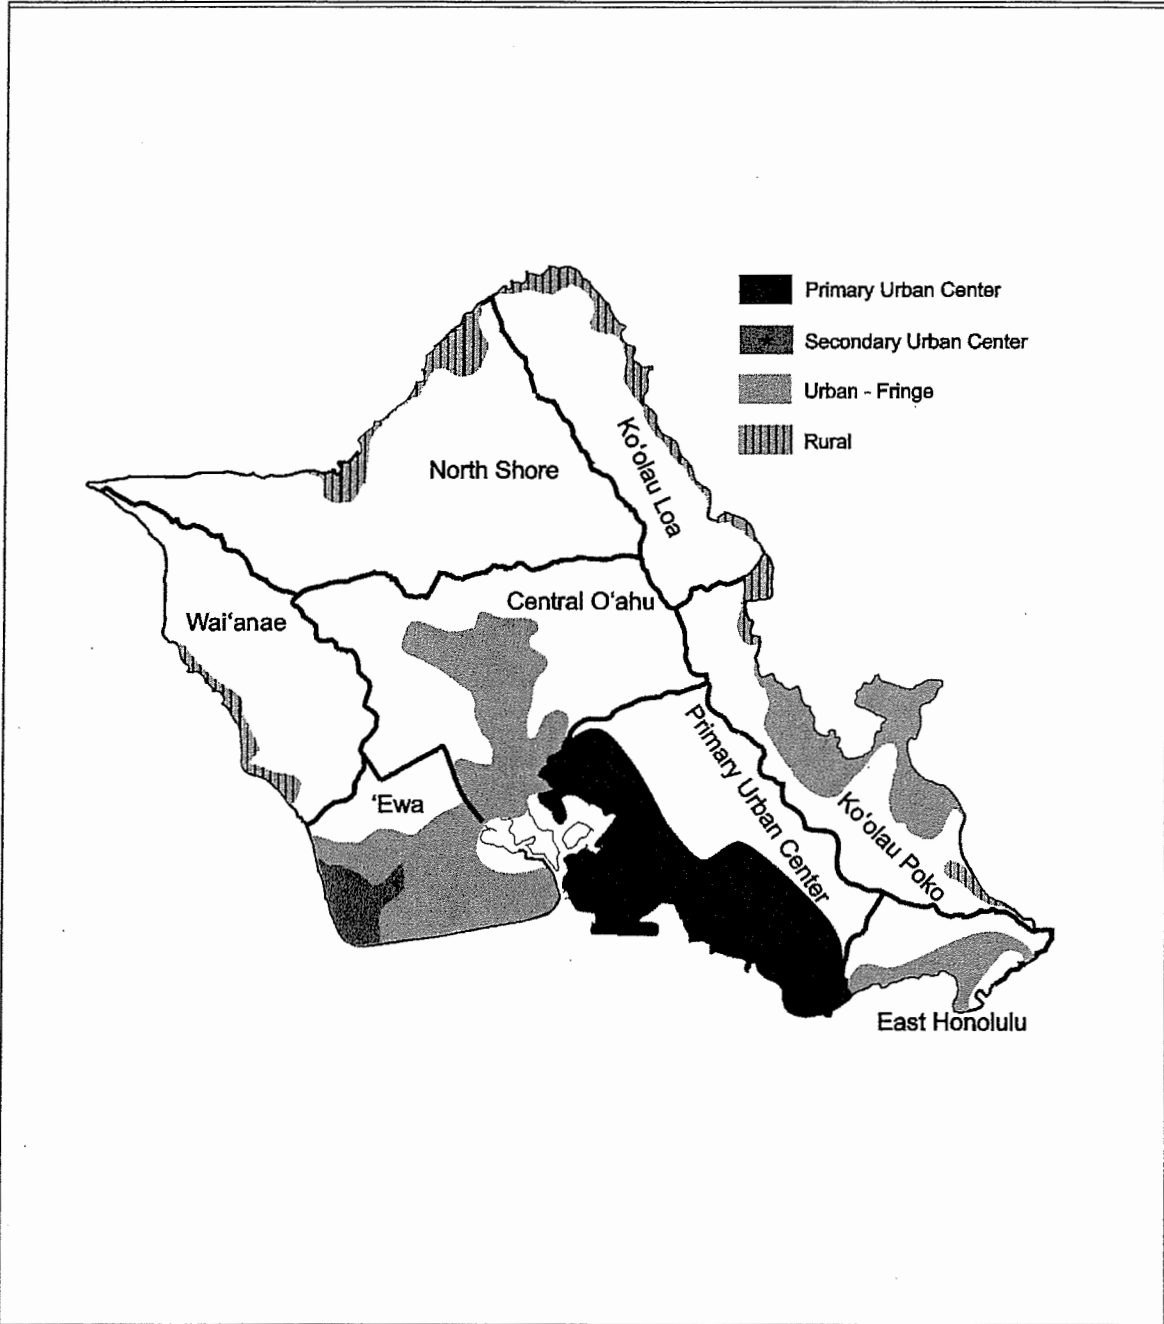 Primary Urban Center
Secondary Urban Center
Urban - Fringe
Rural
North Shore
Ko‘olau Loa
Central O‘ahu
Wai‘anae
Primary Urban Center
‘Ewa
Ko‘olau Poko
East Honolulu